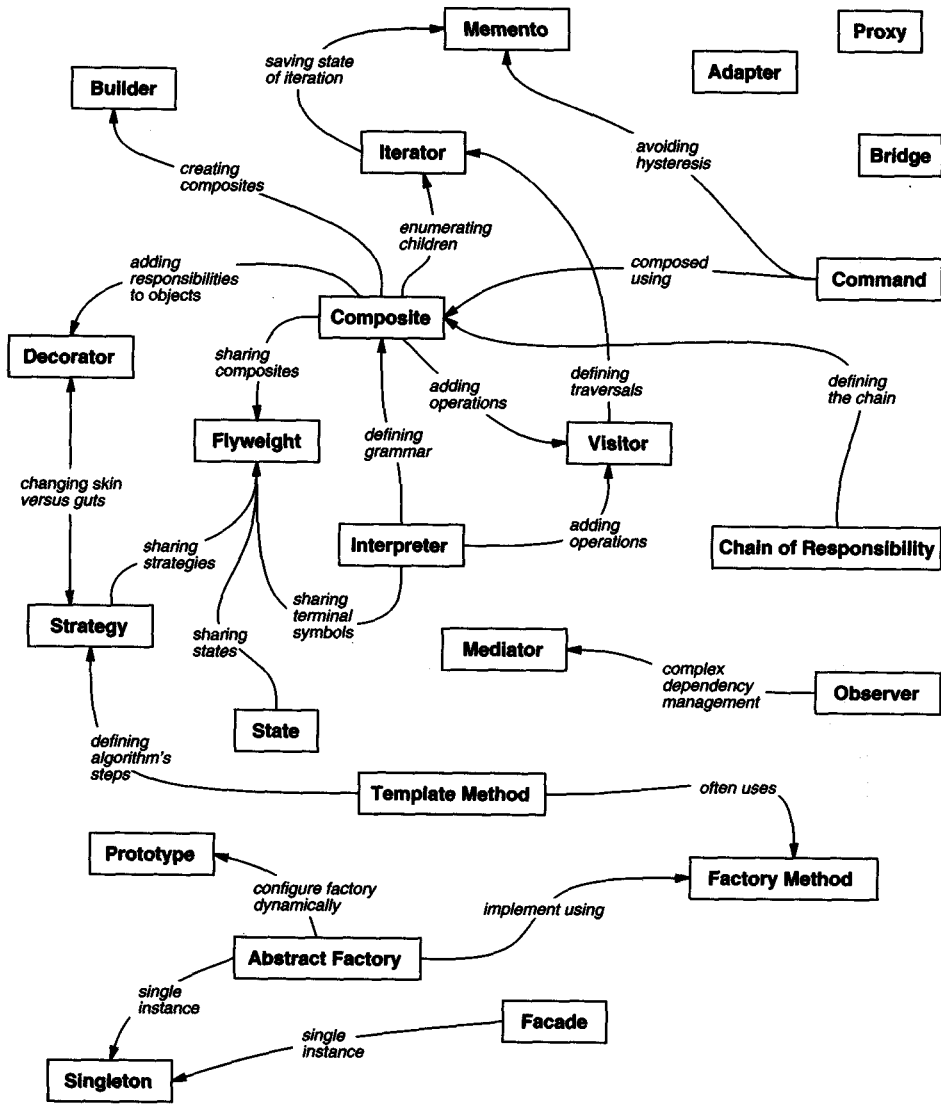 Memento
Proxy
saving state
of iteration
Adapter
Builder
Iterator
avoiding
hysteresis
Bridge
creating
composites
enumerating
children
adding
responsibilities
to objects
composed
using
Command
Composite
Decorator
sharing
composites
adding
operations
defining
traversals
defining
the chain
Flyweight
defining
grammar
Visitor
changing skin
versus guts
sharing
strategies
Interpreter
adding
operations
Chain of Responsibility
sharing
terminal
symbols
Strategy
sharing
states
Mediator
complex
dependency
management
Observer
State
defining
algorithm's
steps
Template Method
often uses
Prototype
Factory Method
configure factory
dynamically
implement using
Abstract Factory
single
instance
Facade
single
instance
Singleton